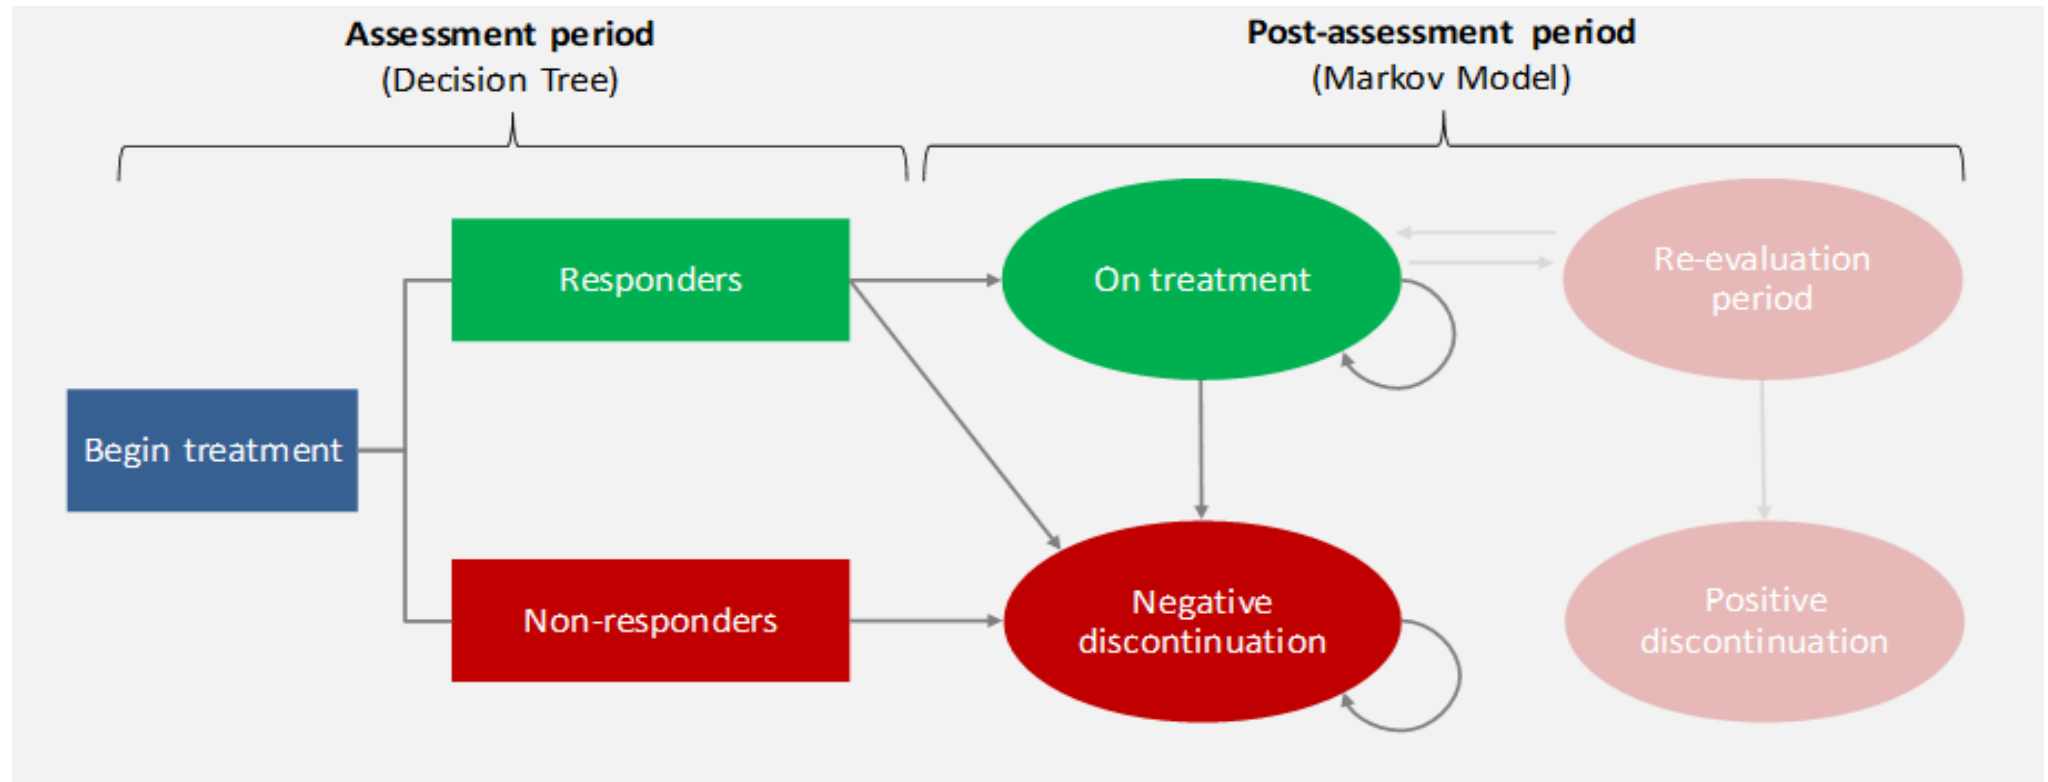 Assessment period
(Decision Tree)
Post-assessment period
(Markov Model)
Responders
On treatment
Re-evaluation
period
Begin treatment
Non-responders
Negative
discontinuation
Positive
discontinuation